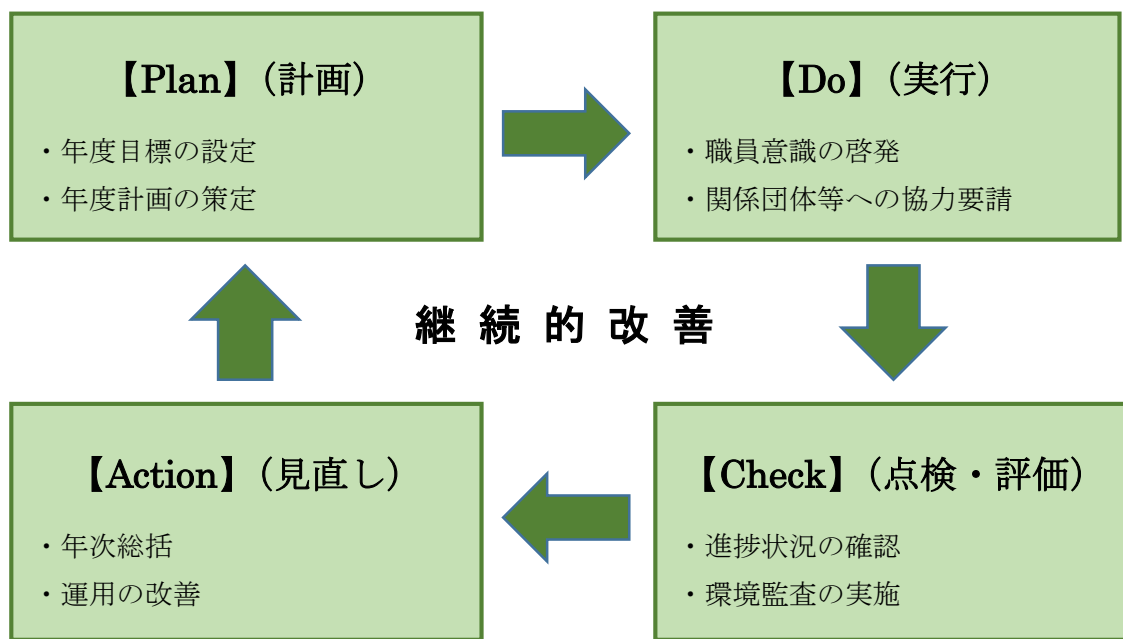 【Plan】（計画）
・年度目標の設定
・年度計画の策定
【Do】（実行）
・職員意識の啓発
・関係団体等への協力要請
継続的改善
【Action】（見直し）
・年次総括
・運用の改善
【Check】（点検・評価）
・進捗状況の確認
・環境監査の実施